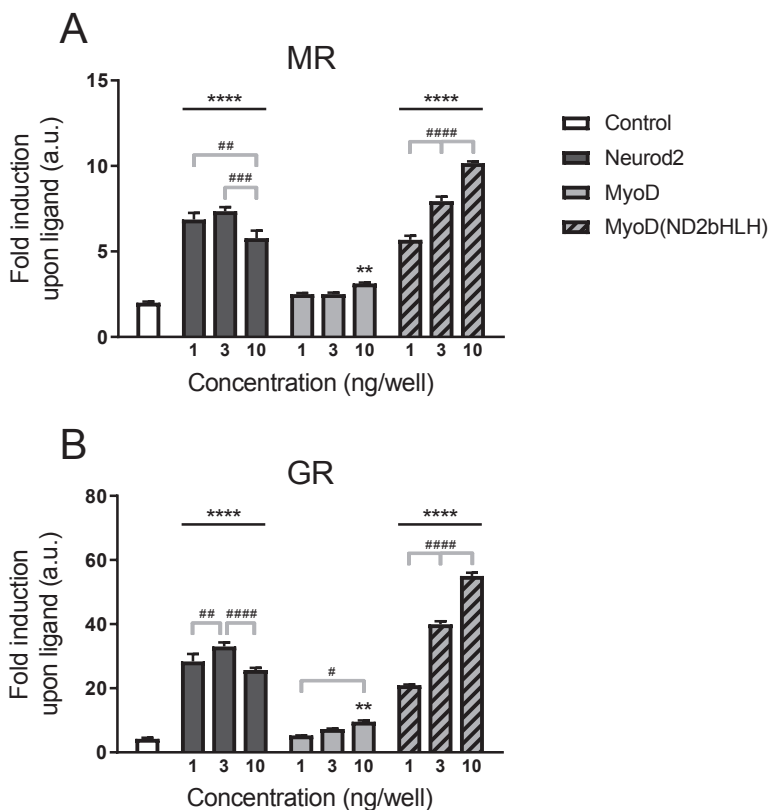 A
MR
15
10
5
0
Fold induction
upon ligand (a.u.)
****
##
###
**
****
####
1 3 10 1 3 10 1 3 10
Concentration (ng/well)
Control
Neurod2
MyoD
MyoD(ND2bHLH)
B
GR
80
60
40
20
0
Fold induction
upon ligand (a.u.)
****
## ####
#
**
****
####
1 3 10 1 3 10 1 3 10
Concentration (ng/well)